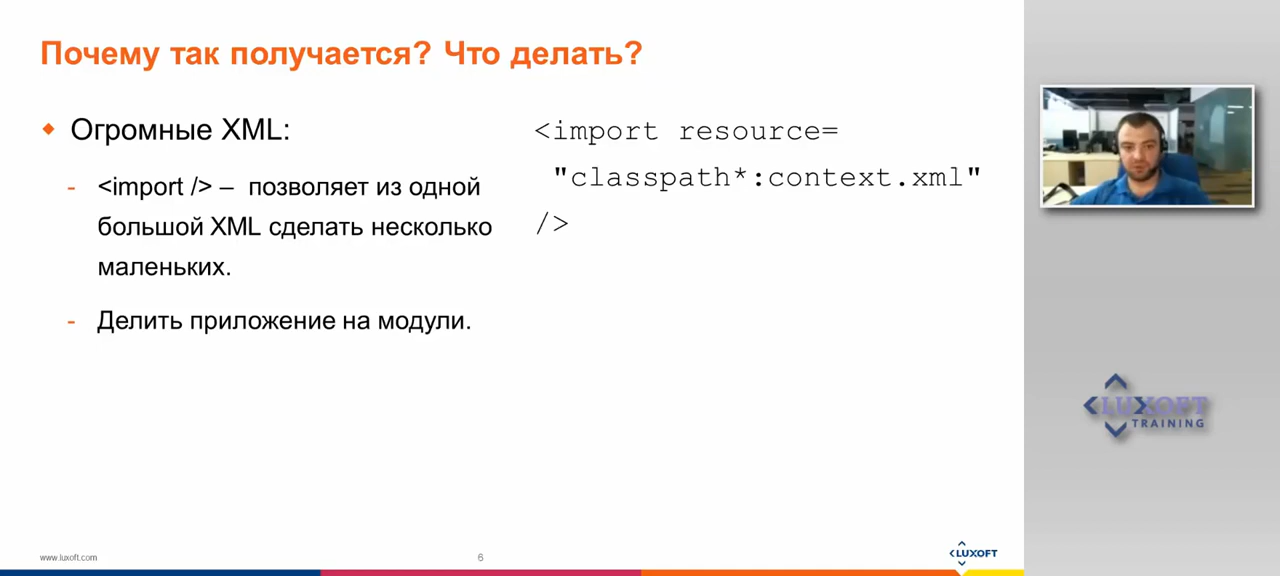 Почему так получается? Что делать?
Огромные XML:
- <import /> – позволяет из одной
большой XML сделать несколько
маленьких.
- Делить приложение на модули.
<import resource=
"classpath*:context.xml"
/>
LUXOFT
TRAINING
www.luxoft.com
6
LUXOFT